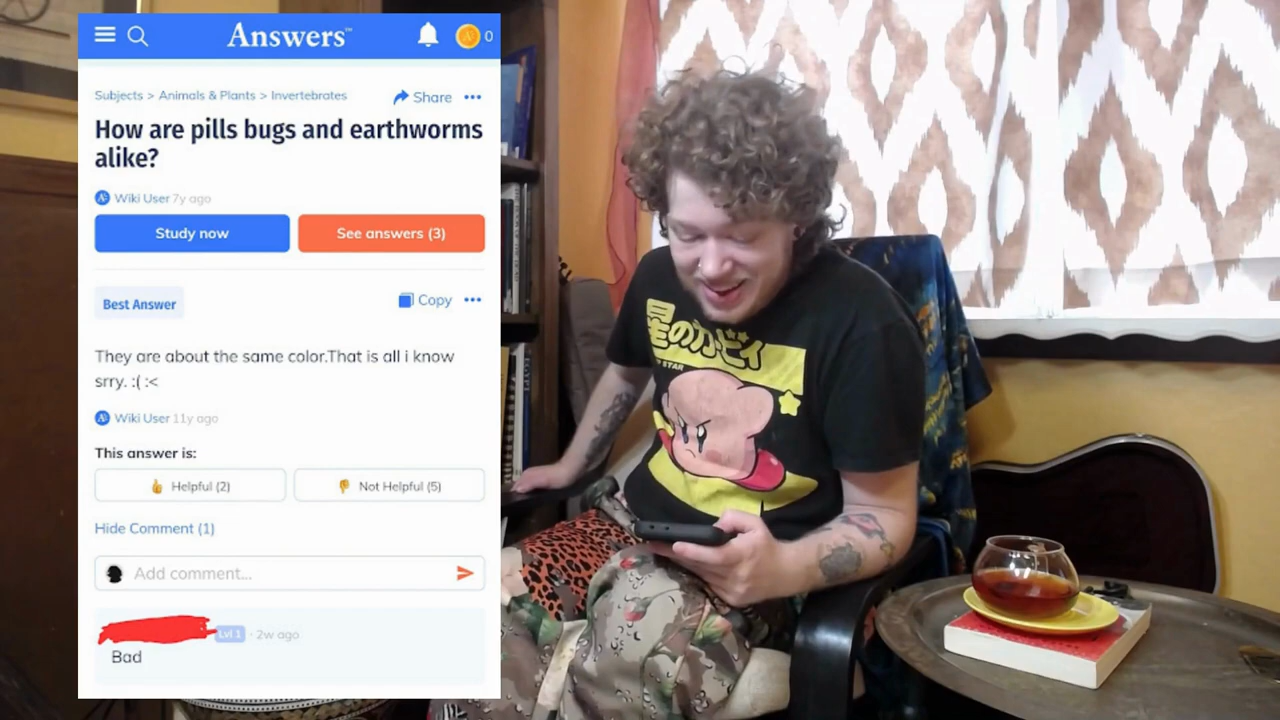 Answers™
0
Subjects > Animals & Plants > Invertebrates
Share
How are pills bugs and earthworms
alike?
Wiki User 7y ago
Study now
See answers (3)
Best Answer
Copy
They are about the same color.That is all i know
srry. :( :<
Wiki User 11y ago
This answer is:
👍 Helpful (2)
👎 Not Helpful (5)
Hide Comment (1)
Add comment...
Lvl 1 · 2w ago
Bad
星のカービィ
STAR